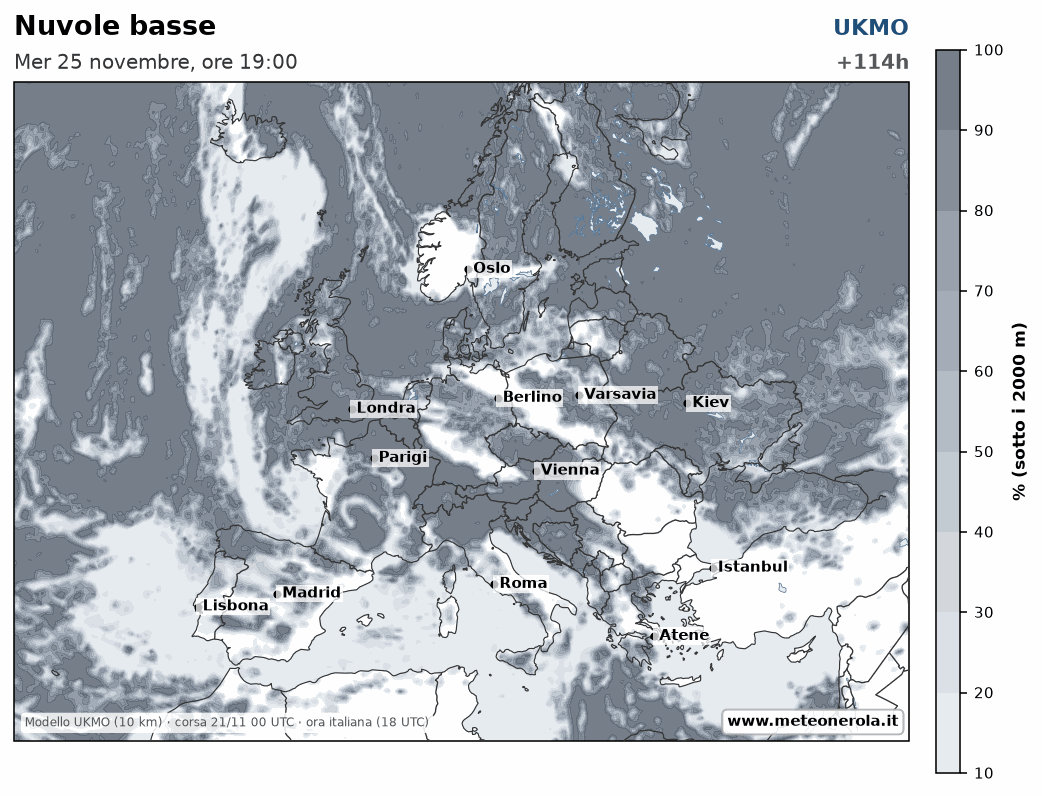 Nuvole basse
UKMO
Mer 25 novembre, ore 19:00
+114h
100
90
80
70
60
50
40
30
20
10
% (sotto i 2000 m)
Oslo
Londra
Berlino
Varsavia
Kiev
Parigi
Vienna
Istanbul
Roma
Madrid
Lisbona
Atene
Modello UKMO (10 km) · corsa 21/11 00 UTC · ora italiana (18 UTC)
www.meteonerola.it